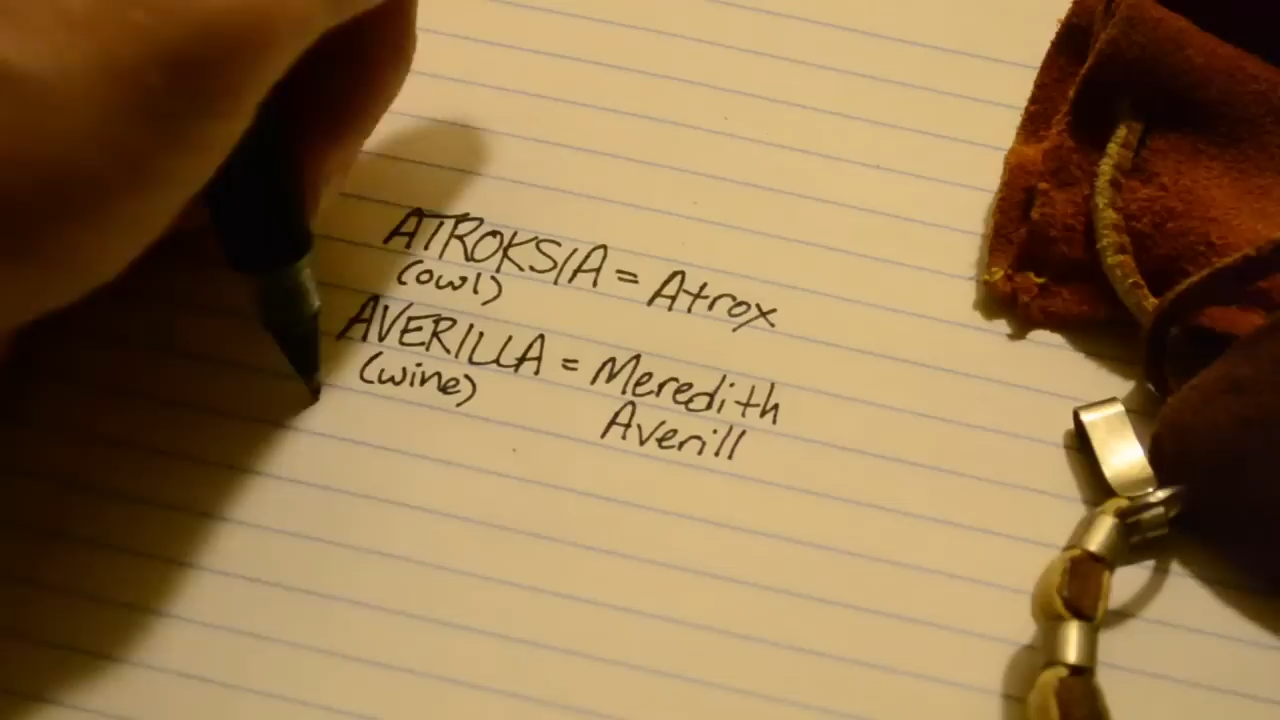 ATROKSIA = Atrox
(owl)
AVERILLA = Meredith
(wine) Averill